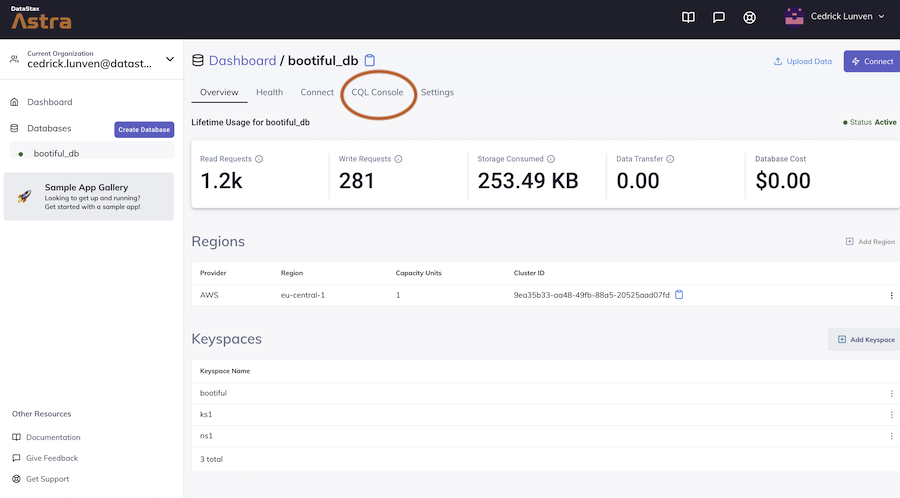 DataStax
Astra
Cedrick Lunven
Current Organization
cedrick.lunven@datast...
Dashboard
Databases
Create Database
bootiful_db
Sample App Gallery
Looking to get up and running?
Get started with a sample app!
Other Resources
Documentation
Give Feedback
Get Support
Dashboard / bootiful_db
Upload Data
Connect
Overview
Health
Connect
CQL Console
Settings
Lifetime Usage for bootiful_db
Status Active
Read Requests
1.2k
Write Requests
281
Storage Consumed
253.49 KB
Data Transfer
0.00
Database Cost
$0.00
Regions
Add Region
Provider Region Capacity Units Cluster ID
AWS eu-central-1 1 9ea35b33-aa48-49fb-88a5-20525aad07fd
Keyspaces
Add Keyspace
Keyspace Name
bootiful
ks1
ns1
3 total